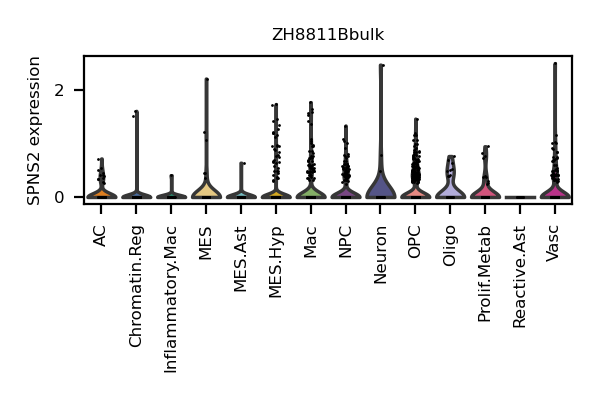 ZH8811Bbulk
SPNS2 expression
2
0
AC
Chromatin.Reg
Inflammatory.Mac
MES
MES.Ast
MES.Hyp
Mac
NPC
Neuron
OPC
Oligo
Prolif.Metab
Reactive.Ast
Vasc